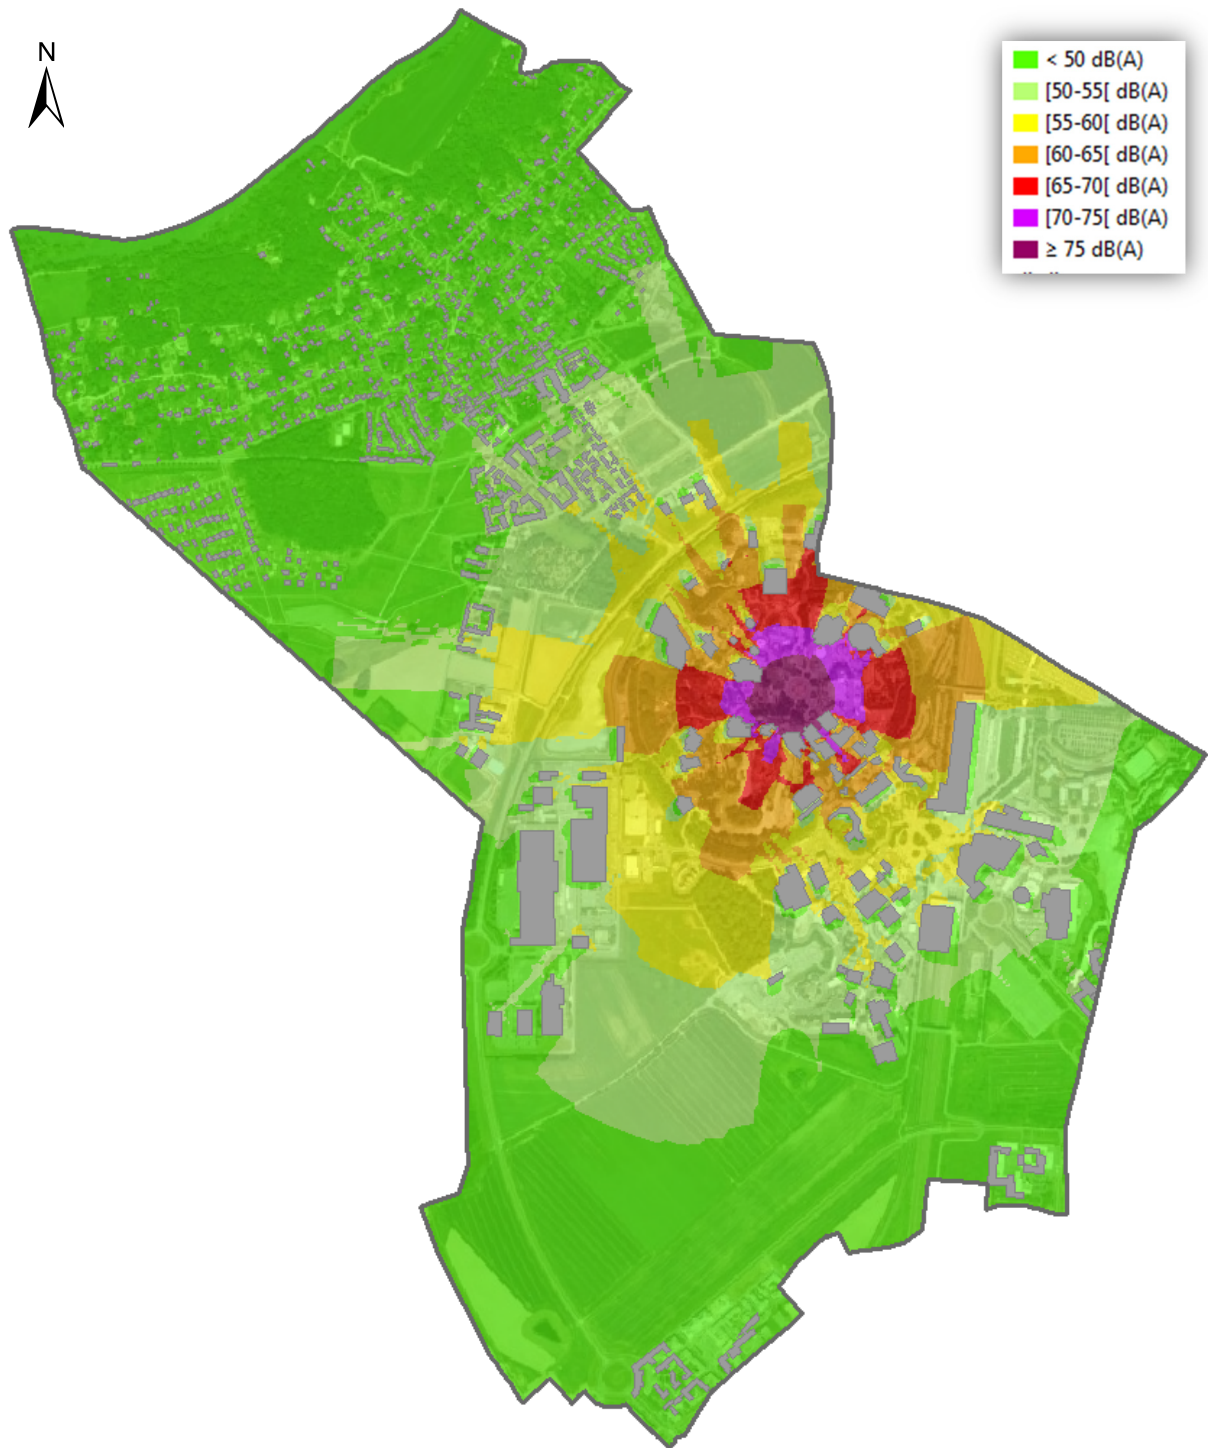 N
< 50 dB(A)
[50-55[ dB(A)
[55-60[ dB(A)
[60-65[ dB(A)
[65-70[ dB(A)
[70-75[ dB(A)
≥ 75 dB(A)